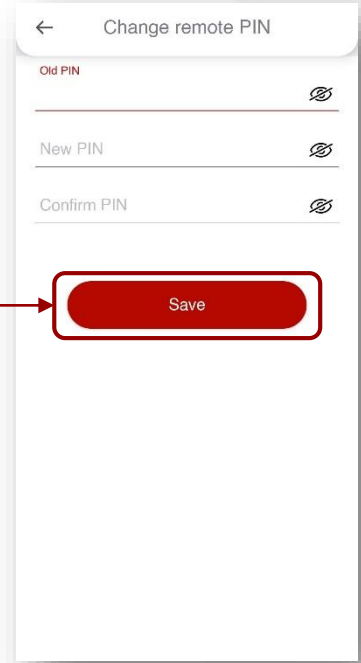 Change remote PIN
Old PIN
New PIN
Confirm PIN
Save